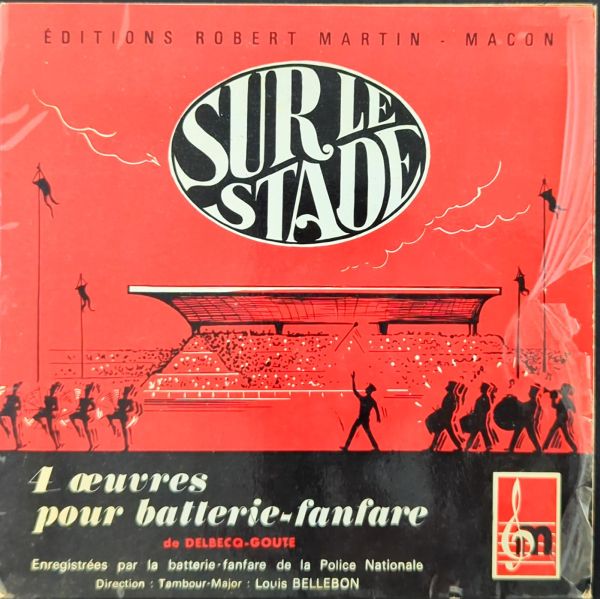 ÉDITIONS ROBERT MARTIN - MACON
SUR LE
STADE
4 œuvres
pour batterie-fanfare
de DELBECQ-GOUTE
Enregistrées par la batterie-fanfare de la Police Nationale
Direction : Tambour-Major : Louis BELLEBON